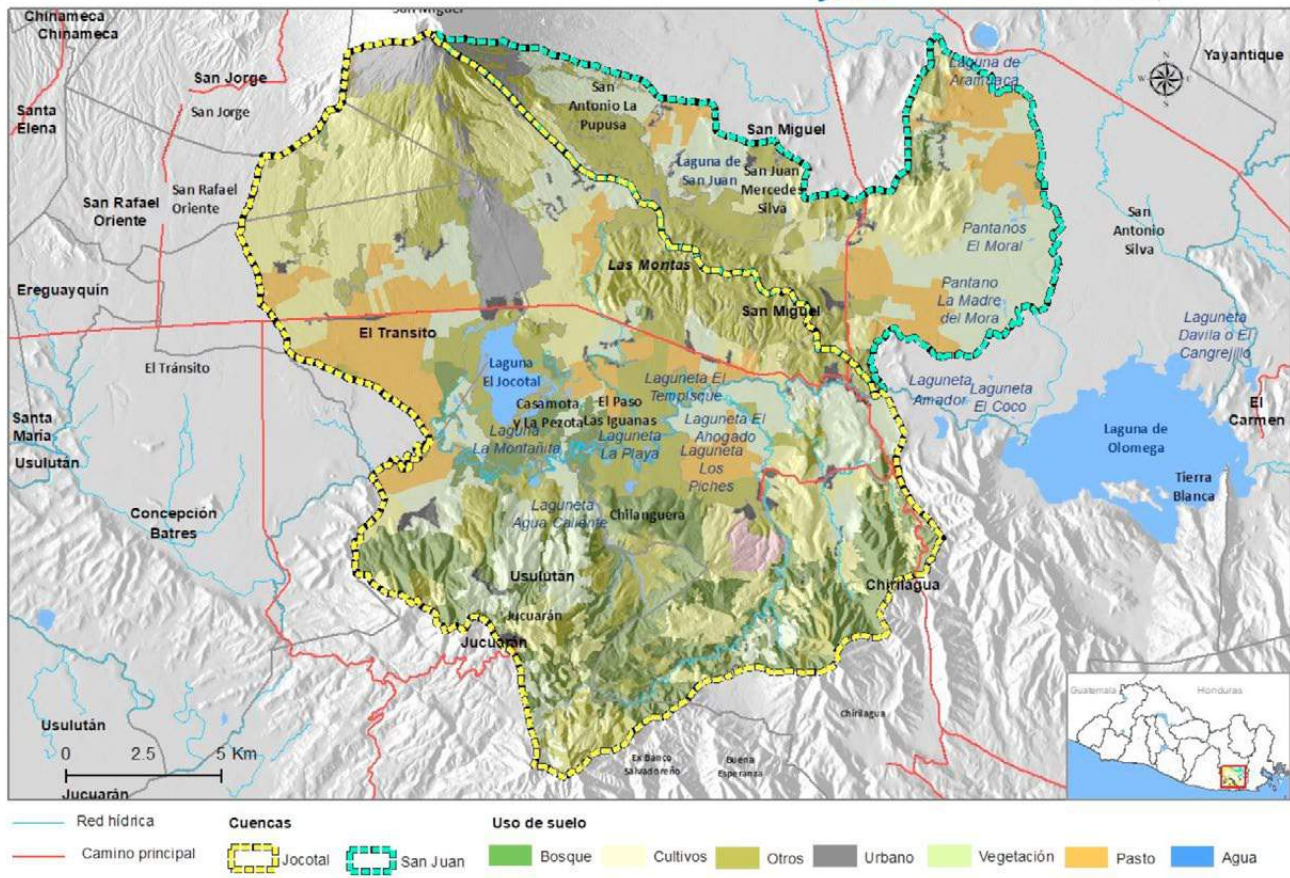 San Miguel
Chinameca
Chinameca
Laguna de
Aramuaca
Yayantique
N
W
E
S
San Jorge
San Jorge
San
Antonio La
Pupusa
Santa
Elena
San Miguel
Laguna de
San Juan
San Juan
Mercedes
Silva
San Rafael
Oriente
San Rafael
Oriente
San
Antonio
Silva
Pantanos
El Moral
Las Montas
Pantano
La Madre
del Mora
Ereguayquín
San Miguel
El Transito
Laguneta
Davila o El
Cangrejillo
El Tránsito
Laguna
El Jocotal
Laguneta El
Tempisque
Laguneta
Amador
Laguneta
El Coco
El
Carmen
Casamota
y La Pezota
El Paso
Las Iguanas
Laguneta El
Ahogado
Santa
María
Usulután
Laguna
La Montañita
Laguneta
La Playa
Laguneta
Los
Piches
Laguna de
Olomega
Tierra
Blanca
Concepción
Batres
Laguneta
Agua Caliente
Chilanguera
Usulután
Chirilagua
Jucuarán
Jucuarán
Guatemala
Honduras
Chirilagua
Usulután
0 2.5 5 Km
Ex Banco
Salvadoreño
Buena
Esperanza
Jucuarán
Red hídrica
Camino principal
Cuencas
Jocotal
San Juan
Uso de suelo
Bosque
Cultivos
Otros
Urbano
Vegetación
Pasto
Agua